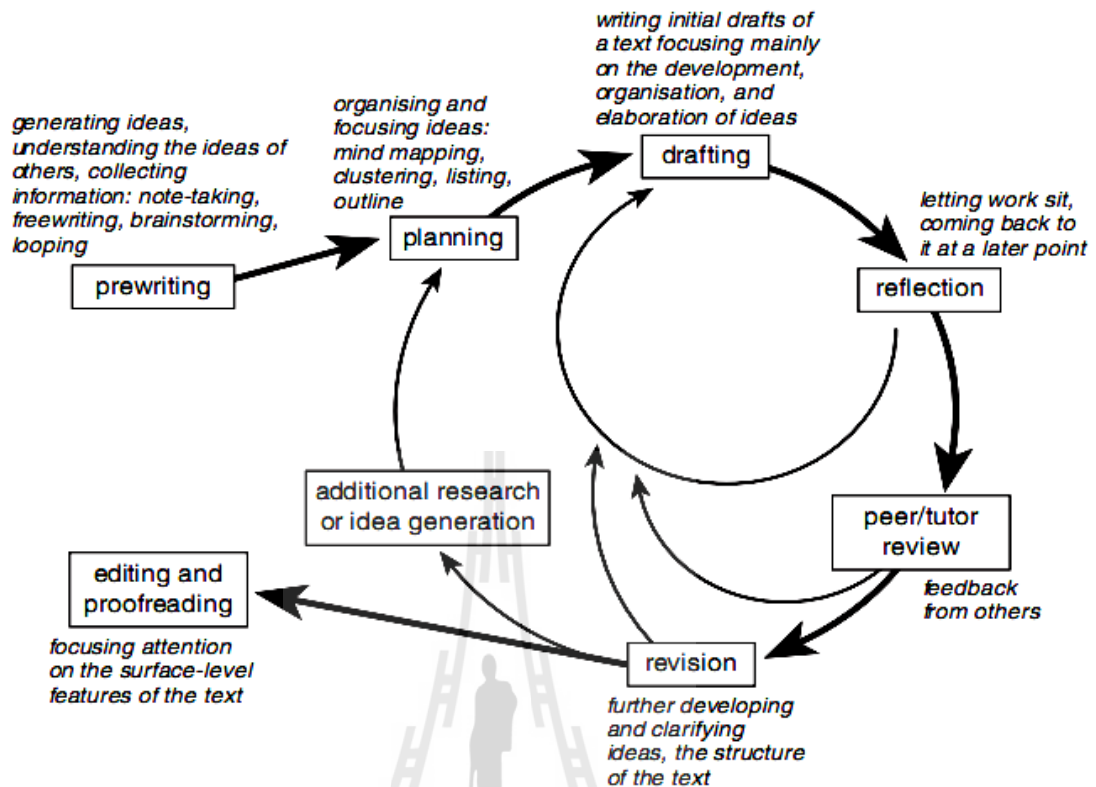 generating ideas,
understanding the ideas of
others, collecting
information: note-taking,
freewriting, brainstorming,
looping
prewriting
organising and
focusing ideas:
mind mapping,
clustering, listing,
outline
planning
writing initial drafts of
a text focusing mainly
on the development,
organisation, and
elaboration of ideas
drafting
letting work sit,
coming back to
it at a later point
reflection
peer/tutor
review
feedback
from others
revision
further developing
and clarifying
ideas, the structure
of the text
additional research
or idea generation
editing and
proofreading
focusing attention
on the surface-level
features of the text